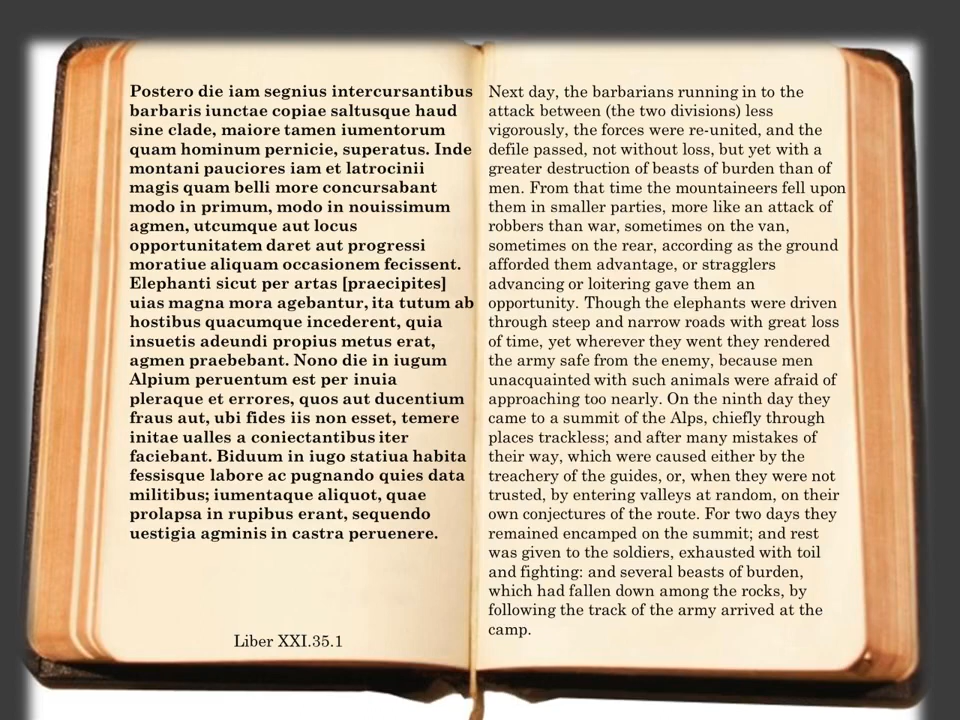 Postero die iam segnius intercursantibus
barbaris iunctae copiae saltusque haud
sine clade, maiore tamen iumentorum
quam hominum pernicie, superatus. Inde
montani pauciores iam et latrocinii
magis quam belli more concursabant
modo in primum, modo in nouissimum
agmen, utcumque aut locus
opportunitatem daret aut progressi
moratiue aliquam occasionem fecissent.
Elephanti sicut per artas [praecipites]
uias magna mora agebantur, ita tutum ab
hostibus quacumque incederent, quia
insuetis adeundi propius metus erat,
agmen praebebant. Nono die in iugum
Alpium peruentum est per inuia
pleraque et errores, quos aut ducentium
fraus aut, ubi fides iis non esset, temere
initae ualles a coniectantibus iter
faciebant. Biduum in iugo statiua habita
fessisque labore ac pugnando quies data
militibus; iumentaque aliquot, quae
prolapsa in rupibus erant, sequendo
uestigia agminis in castra peruenere.
Liber XXI.35.1
Next day, the barbarians running in to the
attack between (the two divisions) less
vigorously, the forces were re-united, and the
defile passed, not without loss, but yet with a
greater destruction of beasts of burden than of
men. From that time the mountaineers fell upon
them in smaller parties, more like an attack of
robbers than war, sometimes on the van,
sometimes on the rear, according as the ground
afforded them advantage, or stragglers
advancing or loitering gave them an
opportunity. Though the elephants were driven
through steep and narrow roads with great loss
of time, yet wherever they went they rendered
the army safe from the enemy, because men
unacquainted with such animals were afraid of
approaching too nearly. On the ninth day they
came to a summit of the Alps, chiefly through
places trackless; and after many mistakes of
their way, which were caused either by the
treachery of the guides, or, when they were not
trusted, by entering valleys at random, on their
own conjectures of the route. For two days they
remained encamped on the summit; and rest
was given to the soldiers, exhausted with toil
and fighting: and several beasts of burden,
which had fallen down among the rocks, by
following the track of the army arrived at the
camp.